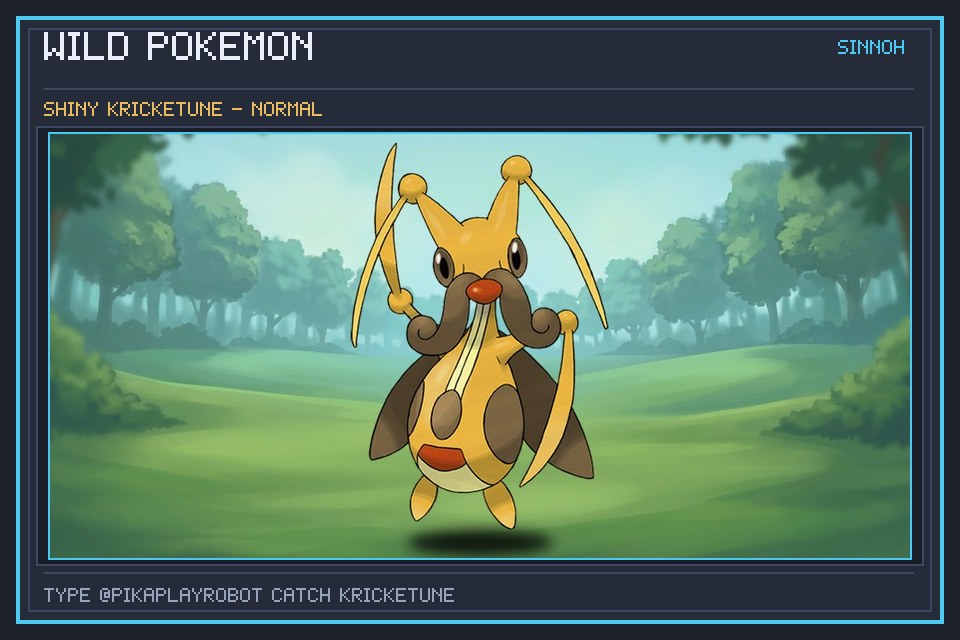 WILD POKEMON
SINNOH
SHINY KRICKETUNE - NORMAL
TYPE @PIKAPLAYROBOT CATCH KRICKETUNE